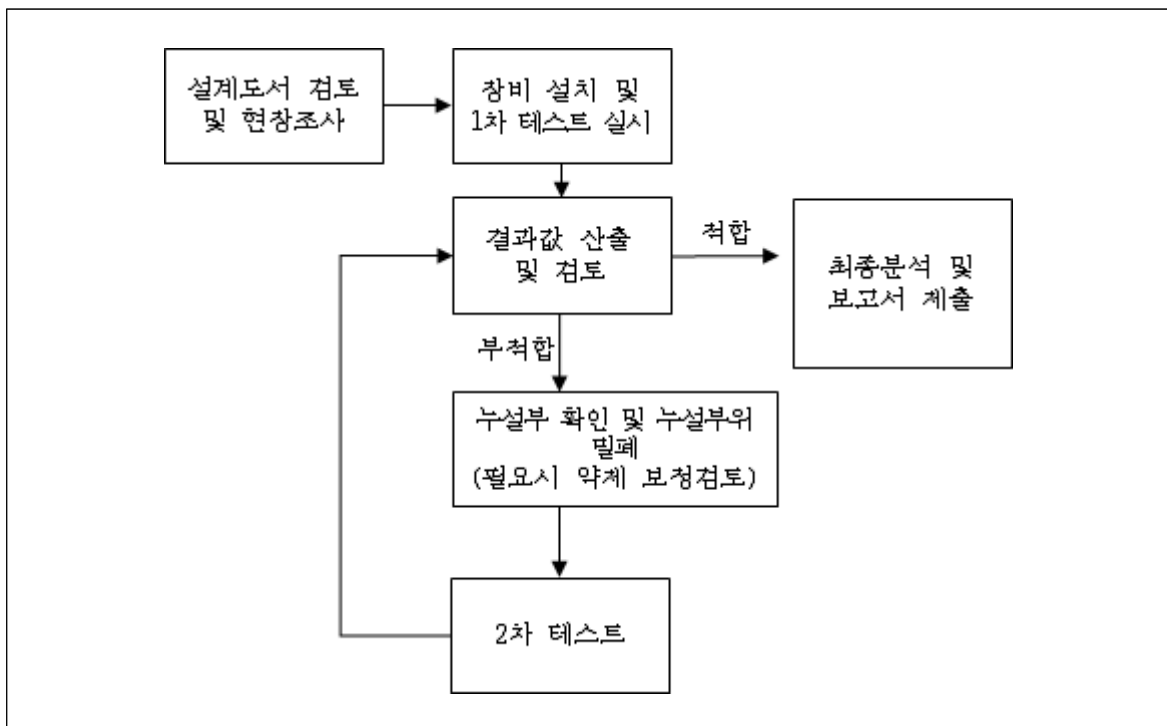 설계도서 검토
및 현장조사
장비 설치 및
1차 테스트 실시
결과값 산출
및 검토
적합
최종분석 및
보고서 제출
부적합
누설부 확인 및 누설부위
밀폐
(필요시 약제 보정검토)
2차 테스트